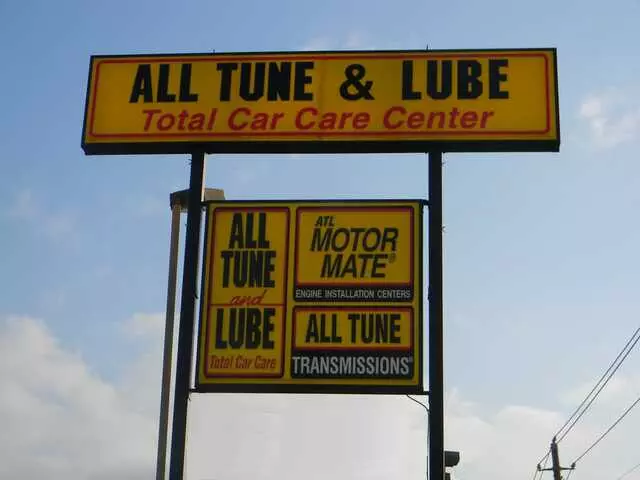 ALL TUNE & LUBE
Total Car Care Center
ALL
TUNE
and
LUBE
Total Car Care
ATL
MOTOR
MATE®
ENGINE INSTALLATION CENTERS
ALL TUNE
TRANSMISSIONS®